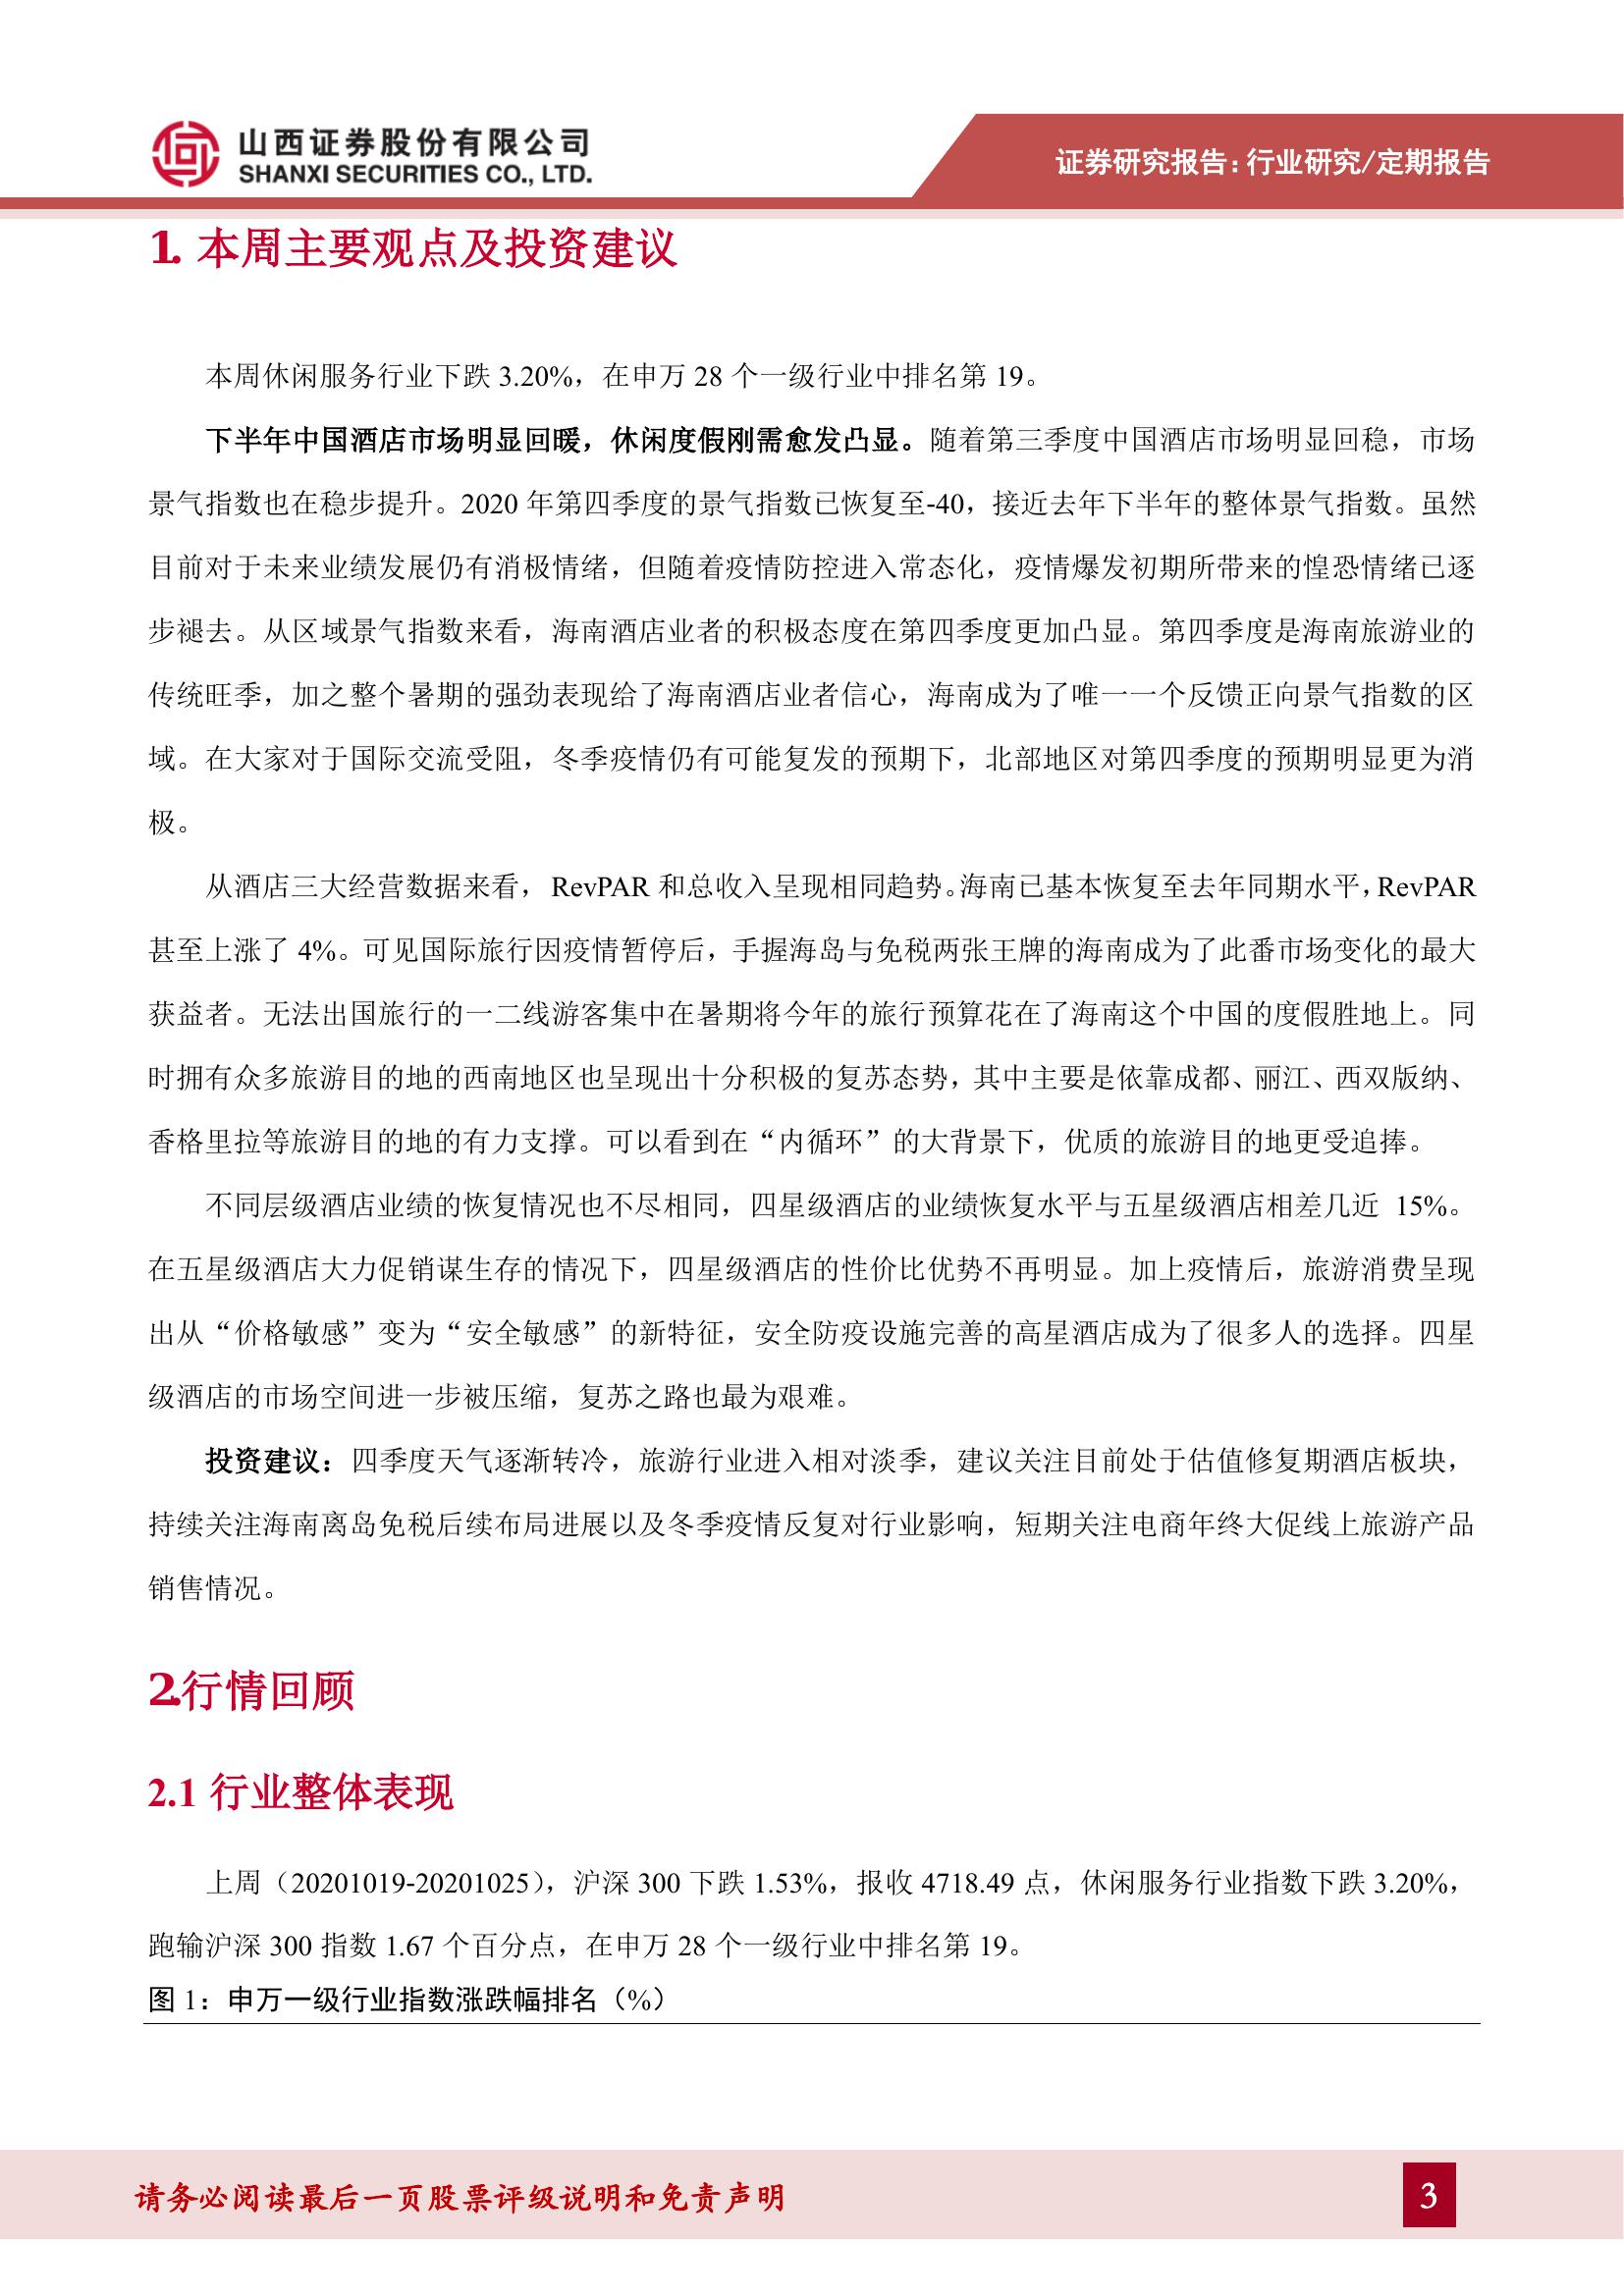 山西证券股份有限公司
SHANXI SECURITIES CO., LTD.
证券研究报告：行业研究/定期报告
1. 本周主要观点及投资建议
本周休闲服务行业下跌 3.20%，在申万 28 个一级行业中排名第 19。
下半年中国酒店市场明显回暖，休闲度假刚需愈发凸显。随着第三季度中国酒店市场明显回稳，市场
景气指数也在稳步提升。2020 年第四季度的景气指数已恢复至-40，接近去年下半年的整体景气指数。虽然
目前对于未来业绩发展仍有消极情绪，但随着疫情防控进入常态化，疫情爆发初期所带来的惶恐情绪已逐
步褪去。从区域景气指数来看，海南酒店业者的积极态度在第四季度更加凸显。第四季度是海南旅游业的
传统旺季，加之整个暑期的强劲表现给了海南酒店业者信心，海南成为了唯一一个反馈正向景气指数的区
域。在大家对于国际交流受阻，冬季疫情仍有可能复发的预期下，北部地区对第四季度的预期明显更为消
极。
从酒店三大经营数据来看， RevPAR 和总收入呈现相同趋势。海南已基本恢复至去年同期水平，RevPAR
甚至上涨了 4%。可见国际旅行因疫情暂停后，手握海岛与免税两张王牌的海南成为了此番市场变化的最大
获益者。无法出国旅行的一二线游客集中在暑期将今年的旅行预算花在了海南这个中国的度假胜地上。同
时拥有众多旅游目的地的西南地区也呈现出十分积极的复苏态势，其中主要是依靠成都、丽江、西双版纳、
香格里拉等旅游目的地的有力支撑。可以看到在“内循环”的大背景下，优质的旅游目的地更受追捧。
不同层级酒店业绩的恢复情况也不尽相同，四星级酒店的业绩恢复水平与五星级酒店相差几近 15%。
在五星级酒店大力促销谋生存的情况下，四星级酒店的性价比优势不再明显。加上疫情后，旅游消费呈现
出从“价格敏感”变为“安全敏感”的新特征，安全防疫设施完善的高星酒店成为了很多人的选择。四星
级酒店的市场空间进一步被压缩，复苏之路也最为艰难。
投资建议：四季度天气逐渐转冷，旅游行业进入相对淡季，建议关注目前处于估值修复期酒店板块，
持续关注海南离岛免税后续布局进展以及冬季疫情反复对行业影响，短期关注电商年终大促线上旅游产品
销售情况。
2.行情回顾
2.1 行业整体表现
上周（20201019-20201025），沪深 300 下跌 1.53%，报收 4718.49 点，休闲服务行业指数下跌 3.20%，
跑输沪深 300 指数 1.67 个百分点，在申万 28 个一级行业中排名第 19。
图 1：申万一级行业指数涨跌幅排名（%）
请务必阅读最后一页股票评级说明和免责声明
3